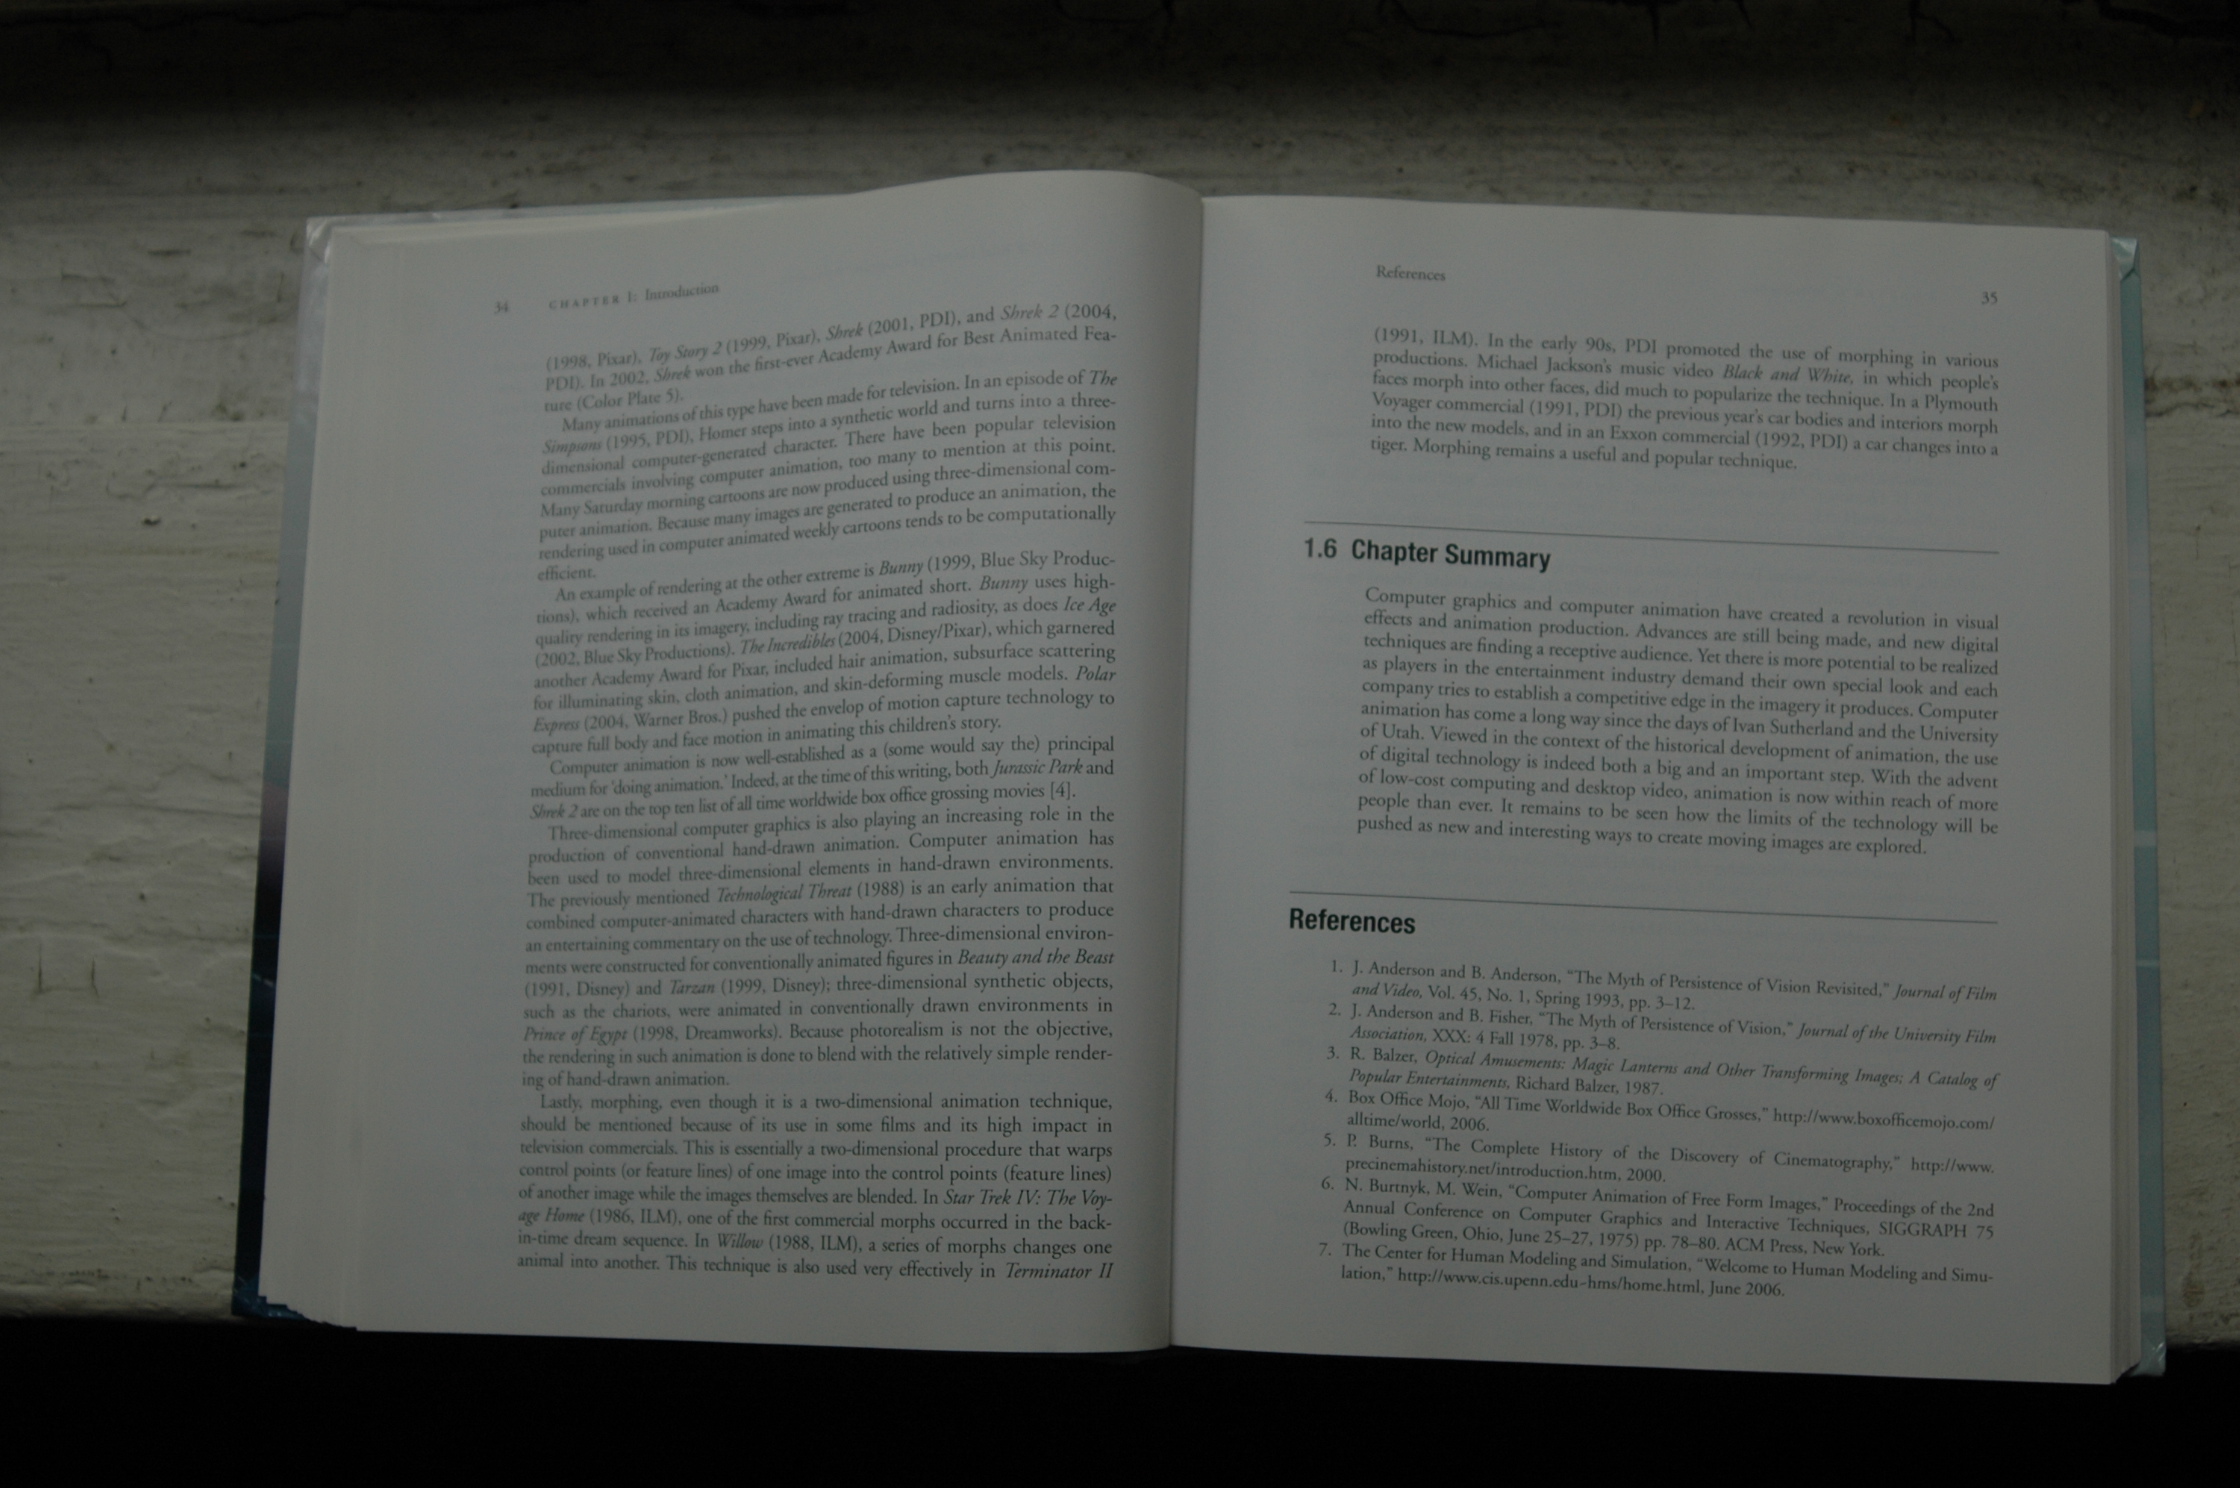 34 CHAPTER 1: Introduction
(1998, Pixar), Toy Story 2 (1999, Pixar), Shrek (2001, PDI), and Shrek 2 (2004,
PDI). In 2002, Shrek won the first-ever Academy Award for Best Animated Fea-
ture (Color Plate 5).
Many animations of this type have been made for television. In an episode of The
Simpsons (1995, PDI), Homer steps into a synthetic world and turns into a three-
dimensional computer-generated character. There have been popular television
commercials involving computer animation, too many to mention at this point.
Many Saturday morning cartoons are now produced using three-dimensional com-
puter animation. Because many images are generated to produce an animation, the
rendering used in computer animated weekly cartoons tends to be computationally
efficient.
An example of rendering at the other extreme is Bunny (1999, Blue Sky Produc-
tions), which received an Academy Award for animated short. Bunny uses high-
quality rendering in its imagery, including ray tracing and radiosity, as does Ice Age
(2002, Blue Sky Productions). The Incredibles (2004, Disney/Pixar), which garnered
another Academy Award for Pixar, included hair animation, subsurface scattering
for illuminating skin, cloth animation, and skin-deforming muscle models. Polar
Express (2004, Warner Bros.) pushed the envelop of motion capture technology to
capture full body and face motion in animating this children's story.
Computer animation is now well-established as a (some would say the) principal
medium for 'doing animation.' Indeed, at the time of this writing, both Jurassic Park and
Shrek 2 are on the top ten list of all time worldwide box office grossing movies [4].
Three-dimensional computer graphics is also playing an increasing role in the
production of conventional hand-drawn animation. Computer animation has
been used to model three-dimensional elements in hand-drawn environments.
The previously mentioned Technological Threat (1988) is an early animation that
combined computer-animated characters with hand-drawn characters to produce
an entertaining commentary on the use of technology. Three-dimensional environ-
ments were constructed for conventionally animated figures in Beauty and the Beast
(1991, Disney) and Tarzan (1999, Disney); three-dimensional synthetic objects,
such as the chariots, were animated in conventionally drawn environments in
Prince of Egypt (1998, Dreamworks). Because photorealism is not the objective,
the rendering in such animation is done to blend with the relatively simple render-
ing of hand-drawn animation.
Lastly, morphing, even though it is a two-dimensional animation technique,
should be mentioned because of its use in some films and its high impact in
television commercials. This is essentially a two-dimensional procedure that warps
control points (or feature lines) of one image into the control points (feature lines)
of another image while the images themselves are blended. In Star Trek IV: The Voy-
age Home (1986, ILM), one of the first commercial morphs occurred in the back-
in-time dream sequence. In Willow (1988, ILM), a series of morphs changes one
animal into another. This technique is also used very effectively in Terminator II
References
35
(1991, ILM). In the early 90s, PDI promoted the use of morphing in various
productions. Michael Jackson's music video Black and White, in which people's
faces morph into other faces, did much to popularize the technique. In a Plymouth
Voyager commercial (1991, PDI) the previous year's car bodies and interiors morph
into the new models, and in an Exxon commercial (1992, PDI) a car changes into a
tiger. Morphing remains a useful and popular technique.
1.6 Chapter Summary
Computer graphics and computer animation have created a revolution in visual
effects and animation production. Advances are still being made, and new digital
techniques are finding a receptive audience. Yet there is more potential to be realized
as players in the entertainment industry demand their own special look and each
company tries to establish a competitive edge in the imagery it produces. Computer
animation has come a long way since the days of Ivan Sutherland and the University
of Utah. Viewed in the context of the historical development of animation, the use
of digital technology is indeed both a big and an important step. With the advent
of low-cost computing and desktop video, animation is now within reach of more
people than ever. It remains to be seen how the limits of the technology will be
pushed as new and interesting ways to create moving images are explored.
References
1. J. Anderson and B. Anderson, "The Myth of Persistence of Vision Revisited," Journal of Film
and Video, Vol. 45, No. 1, Spring 1993, pp. 3–12.
2. J. Anderson and B. Fisher, "The Myth of Persistence of Vision," Journal of the University Film
Association, XXX: 4 Fall 1978, pp. 3–8.
3. R. Balzer, Optical Amusements: Magic Lanterns and Other Transforming Images; A Catalog of
Popular Entertainments, Richard Balzer, 1987.
4. Box Office Mojo, "All Time Worldwide Box Office Grosses," http://www.boxofficemojo.com/
alltime/world, 2006.
5. P. Burns, "The Complete History of the Discovery of Cinematography," http://www.
precinemahistory.net/introduction.htm, 2000.
6. N. Burtnyk, M. Wein, "Computer Animation of Free Form Images," Proceedings of the 2nd
Annual Conference on Computer Graphics and Interactive Techniques, SIGGRAPH 75
(Bowling Green, Ohio, June 25–27, 1975) pp. 78–80. ACM Press, New York.
7. The Center for Human Modeling and Simulation, "Welcome to Human Modeling and Simu-
lation," http://www.cis.upenn.edu~hms/home.html, June 2006.